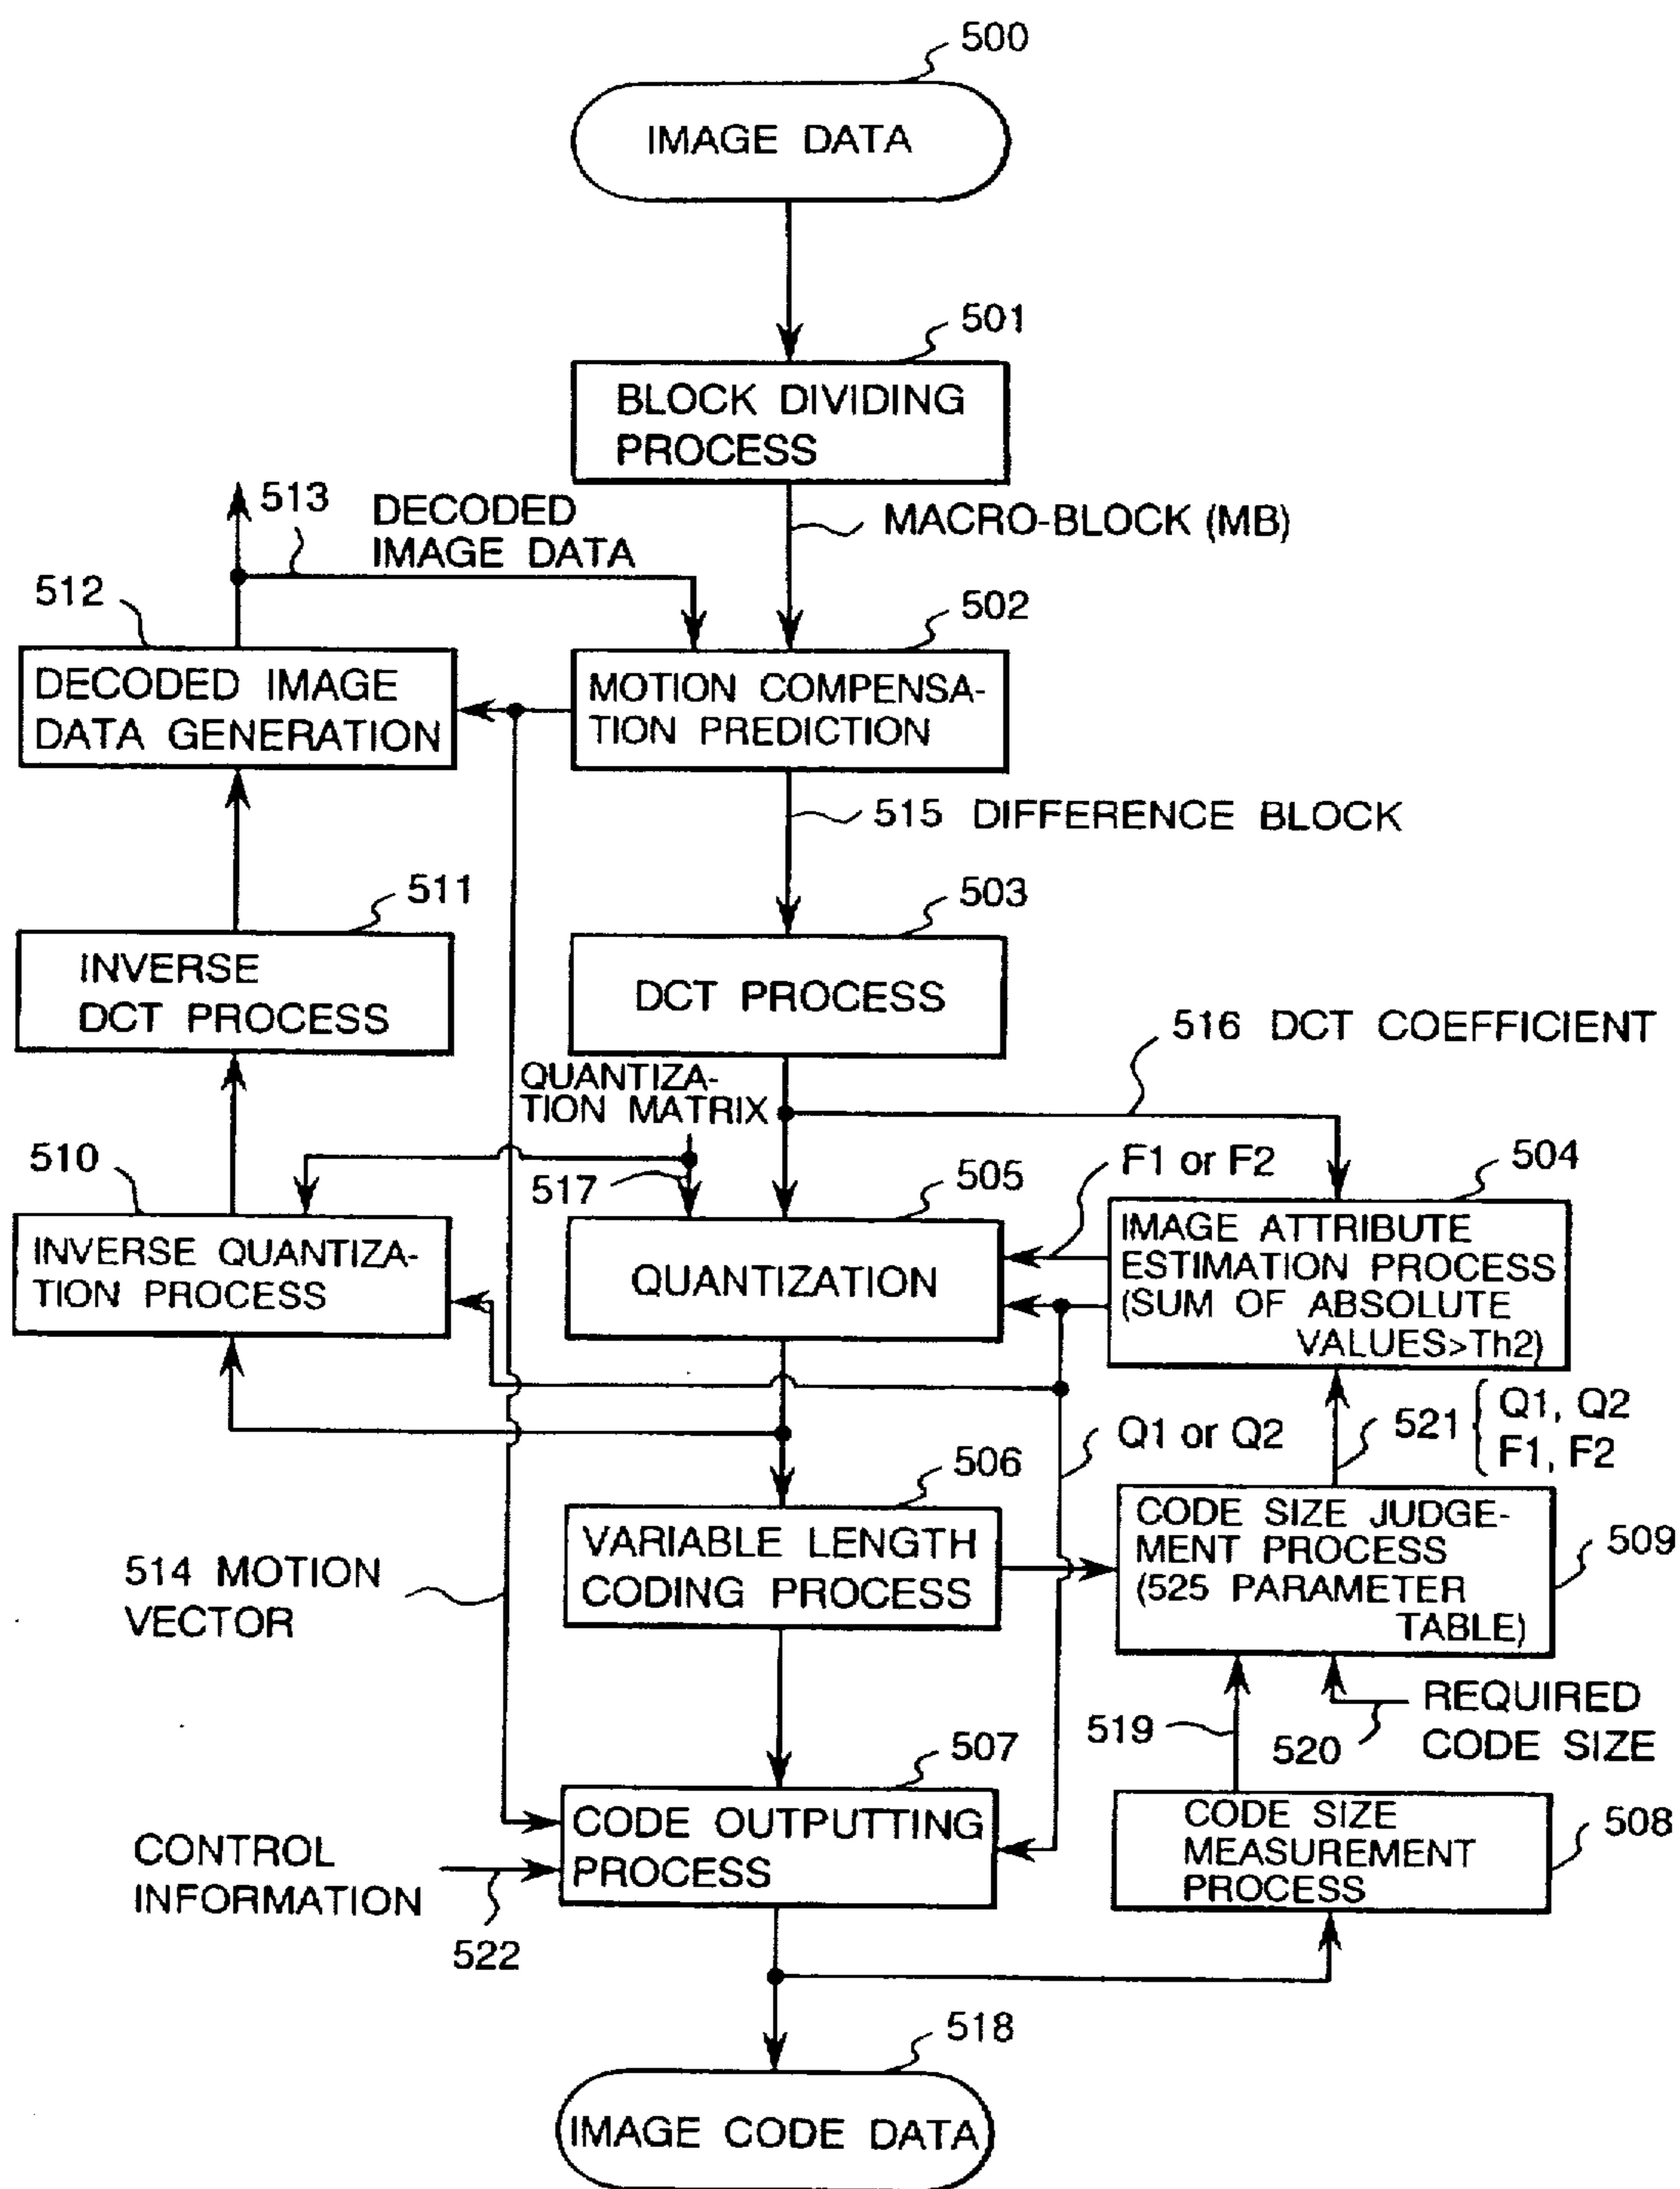 500
IMAGE DATA
501
BLOCK DIVIDING
PROCESS
513
DECODED
IMAGE DATA
MACRO-BLOCK (MB)
512
502
DECODED IMAGE
DATA GENERATION
MOTION COMPENSA-
TION PREDICTION
515 DIFFERENCE BLOCK
511
503
INVERSE
DCT PROCESS
DCT PROCESS
516 DCT COEFFICIENT
QUANTIZA-
TION MATRIX
510
517
505
F1 or F2
504
INVERSE QUANTIZA-
TION PROCESS
QUANTIZATION
IMAGE ATTRIBUTE
ESTIMATION PROCESS
(SUM OF ABSOLUTE
VALUES>Th2)
Q1 or Q2
521 { Q1, Q2
F1, F2
506
VARIABLE LENGTH
CODING PROCESS
CODE SIZE JUDGE-
MENT PROCESS
(525 PARAMETER
TABLE)
509
514 MOTION
VECTOR
519
520
REQUIRED
CODE SIZE
507
CODE OUTPUTTING
PROCESS
CODE SIZE
MEASUREMENT
PROCESS
508
CONTROL
INFORMATION
522
518
IMAGE CODE DATA